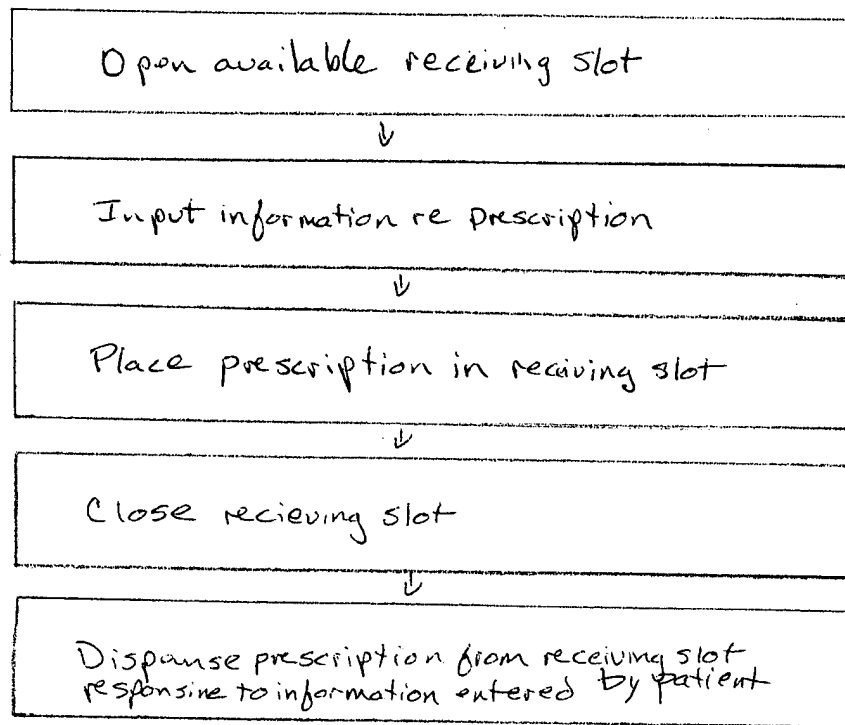 Open available receiving slot
Input information re prescription
Place prescription in receiving slot
Close recieving slot
Dispanse prescription from receiving slot
responsine to information entered by patient